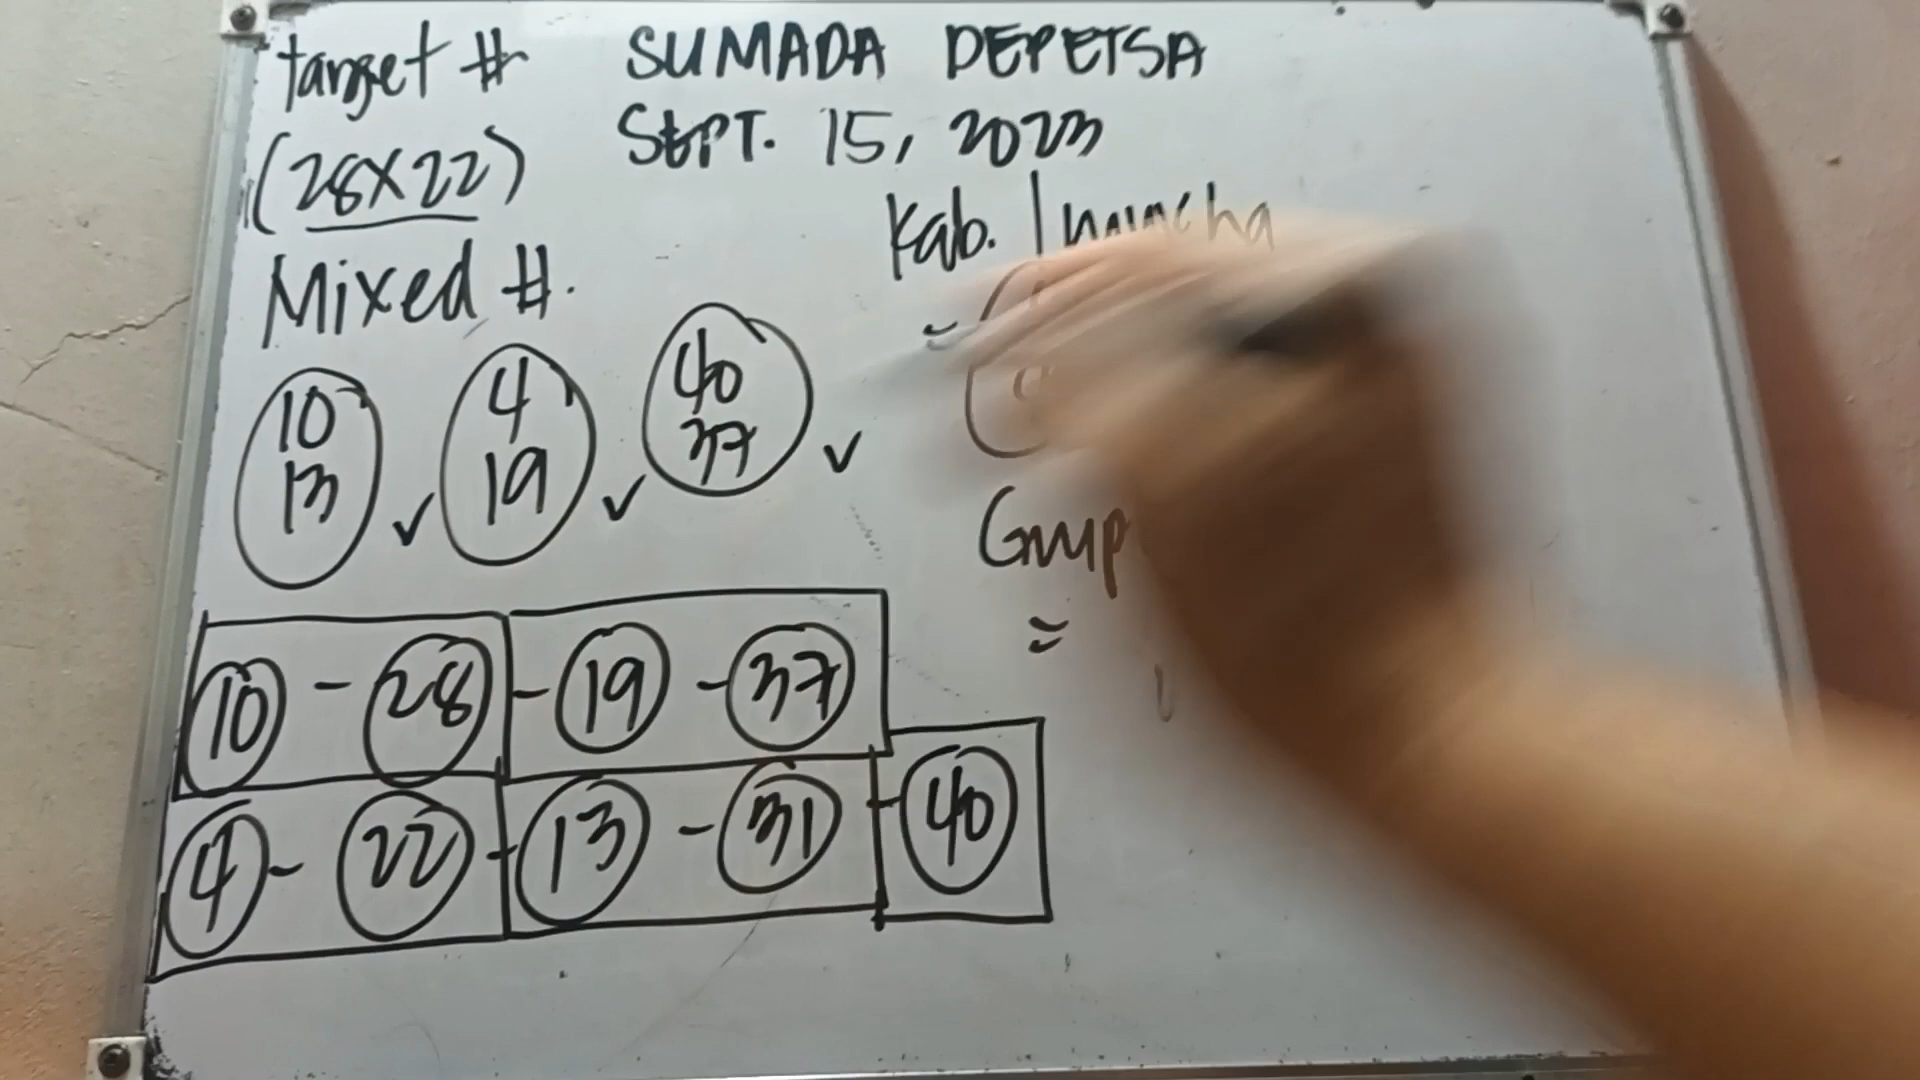 target # SUMADA DEPETSA
(28x22) SEPT. 15, 2023
Mixed #. Kab.
10 4 40
13 19 37
10 - 28 - 19 - 37
4 - 22 - 13 - 31 - 40
=
Grup
=